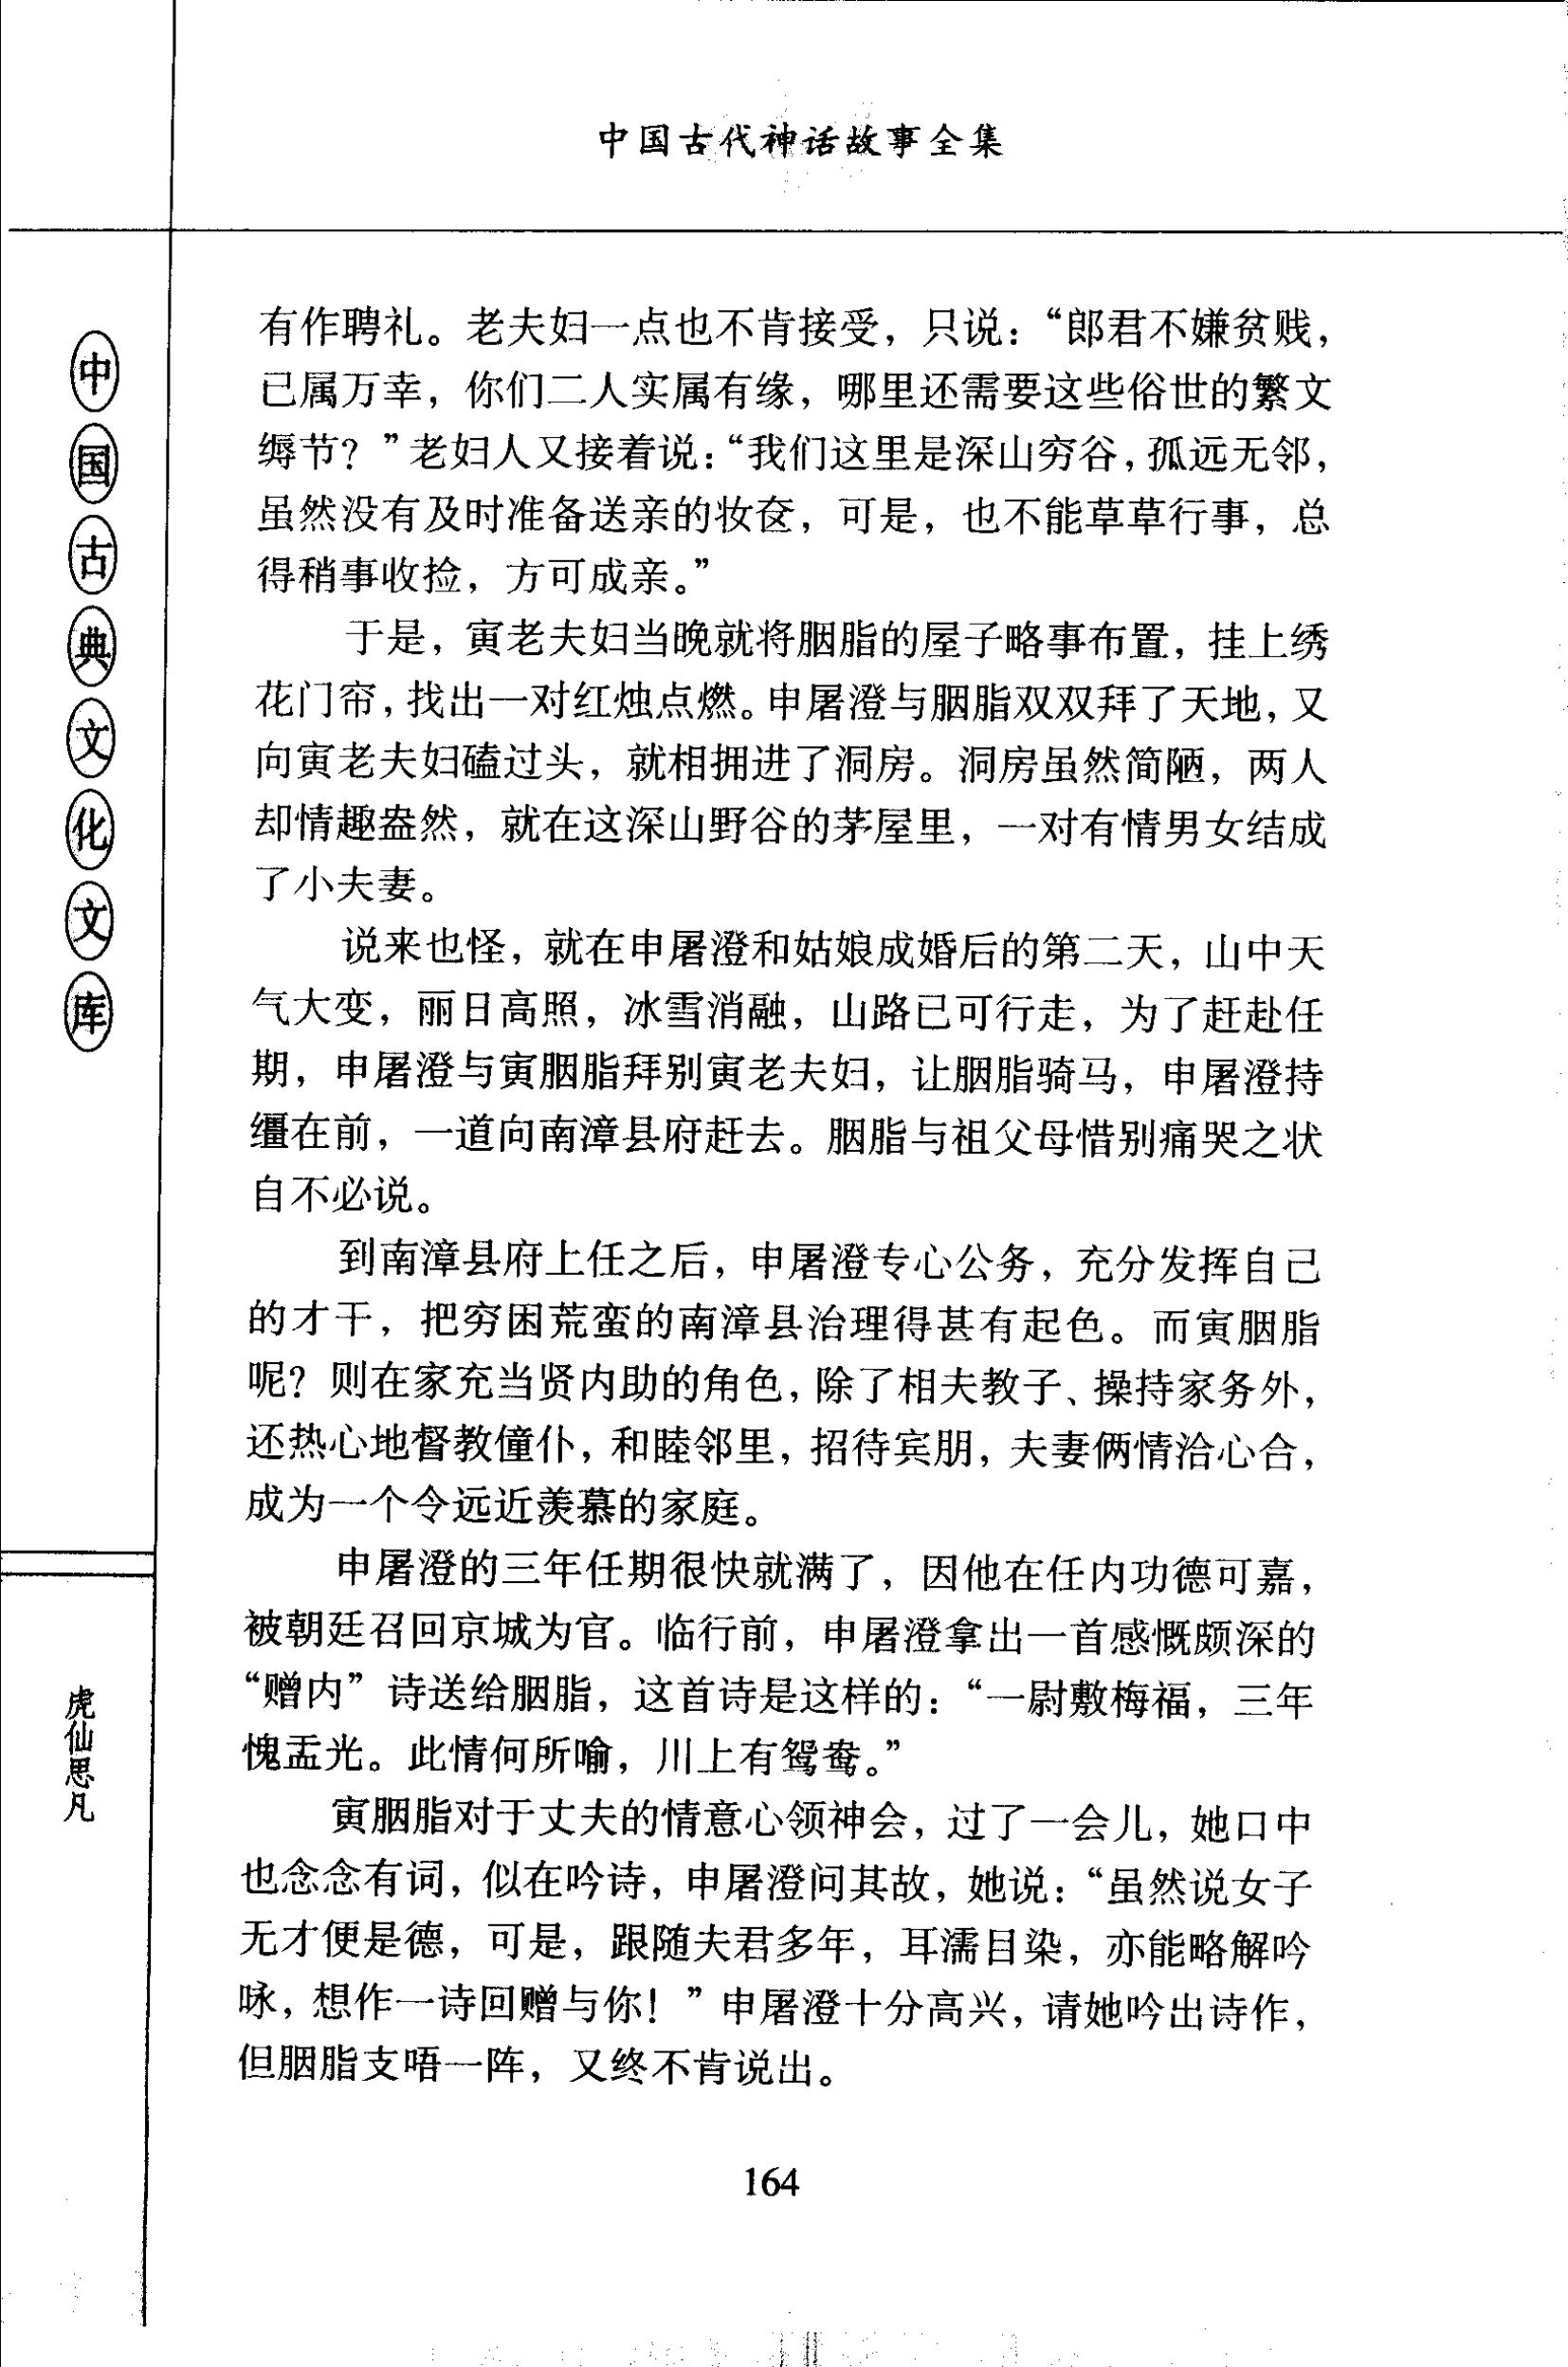 中国古代神话故事全集
中国古典文化文库
虎仙思凡
有作聘礼。老夫妇一点也不肯接受，只说：“郎君不嫌贫贱，
已属万幸，你们二人实属有缘，哪里还需要这些俗世的繁文
缛节？”老妇人又接着说：“我们这里是深山穷谷，孤远无邻，
虽然没有及时准备送亲的妆奁，可是，也不能草草行事，总
得稍事收捡，方可成亲。”
于是，寅老夫妇当晚就将胭脂的屋子略事布置，挂上绣
花门帘，找出一对红烛点燃。申屠澄与胭脂双双拜了天地，又
向寅老夫妇磕过头，就相拥进了洞房。洞房虽然简陋，两人
却情趣盎然，就在这深山野谷的茅屋里，一对有情男女结成
了小夫妻。
说来也怪，就在申屠澄和姑娘成婚后的第二天，山中天
气大变，丽日高照，冰雪消融，山路已可行走，为了赶赴任
期，申屠澄与寅胭脂拜别寅老夫妇，让胭脂骑马，申屠澄持
缰在前，一道向南漳县府赶去。胭脂与祖父母惜别痛哭之状
自不必说。
到南漳县府上任之后，申屠澄专心公务，充分发挥自己
的才干，把穷困荒蛮的南漳县治理得甚有起色。而寅胭脂
呢？则在家充当贤内助的角色，除了相夫教子、操持家务外，
还热心地督教僮仆，和睦邻里，招待宾朋，夫妻俩情洽心合，
成为一个令远近羡慕的家庭。
申屠澄的三年任期很快就满了，因他在任内功德可嘉，
被朝廷召回京城为官。临行前，申屠澄拿出一首感慨颇深的
“赠内”诗送给胭脂，这首诗是这样的：“一尉敷梅福，三年
愧孟光。此情何所喻，川上有鸳鸯。”
寅胭脂对于丈夫的情意心领神会，过了一会儿，她口中
也念念有词，似在吟诗，申屠澄问其故，她说：“虽然说女子
无才便是德，可是，跟随夫君多年，耳濡目染，亦能略解吟
咏，想作一诗回赠与你！”申屠澄十分高兴，请她吟出诗作，
但胭脂支唔一阵，又终不肯说出。
164